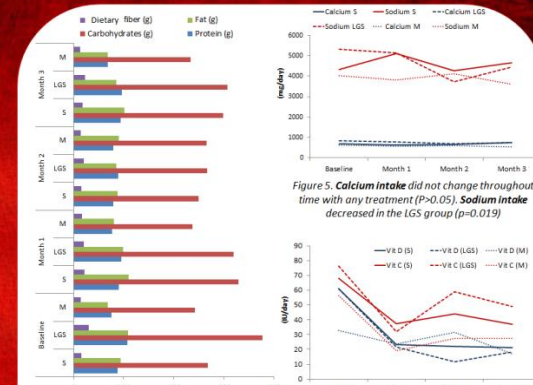 Dietary fiber (g)
Fat (g)
Carbohydrates (g)
Protein (g)
Month 3
M
LGS
S
Month 2
M
LGS
S
Month 1
M
LGS
S
Baseline
M
LGS
S
Calcium S
Sodium S
Calcium LGS
Sodium LGS
Calcium M
Sodium M
(mg/day)
6000
5000
4000
3000
2000
1000
0
Baseline
Month 1
Month 2
Month 3
Figure 5. Calcium intake did not change throughout
time with any treatment (P>0.05). Sodium intake
decreased in the LGS group (p=0.019)
Vit D (S)
Vit D (LGS)
Vit D (M)
Vit C (S)
Vit C (LGS)
Vit C (M)
(IU/day)
90
80
70
60
50
40
30
20
10
0